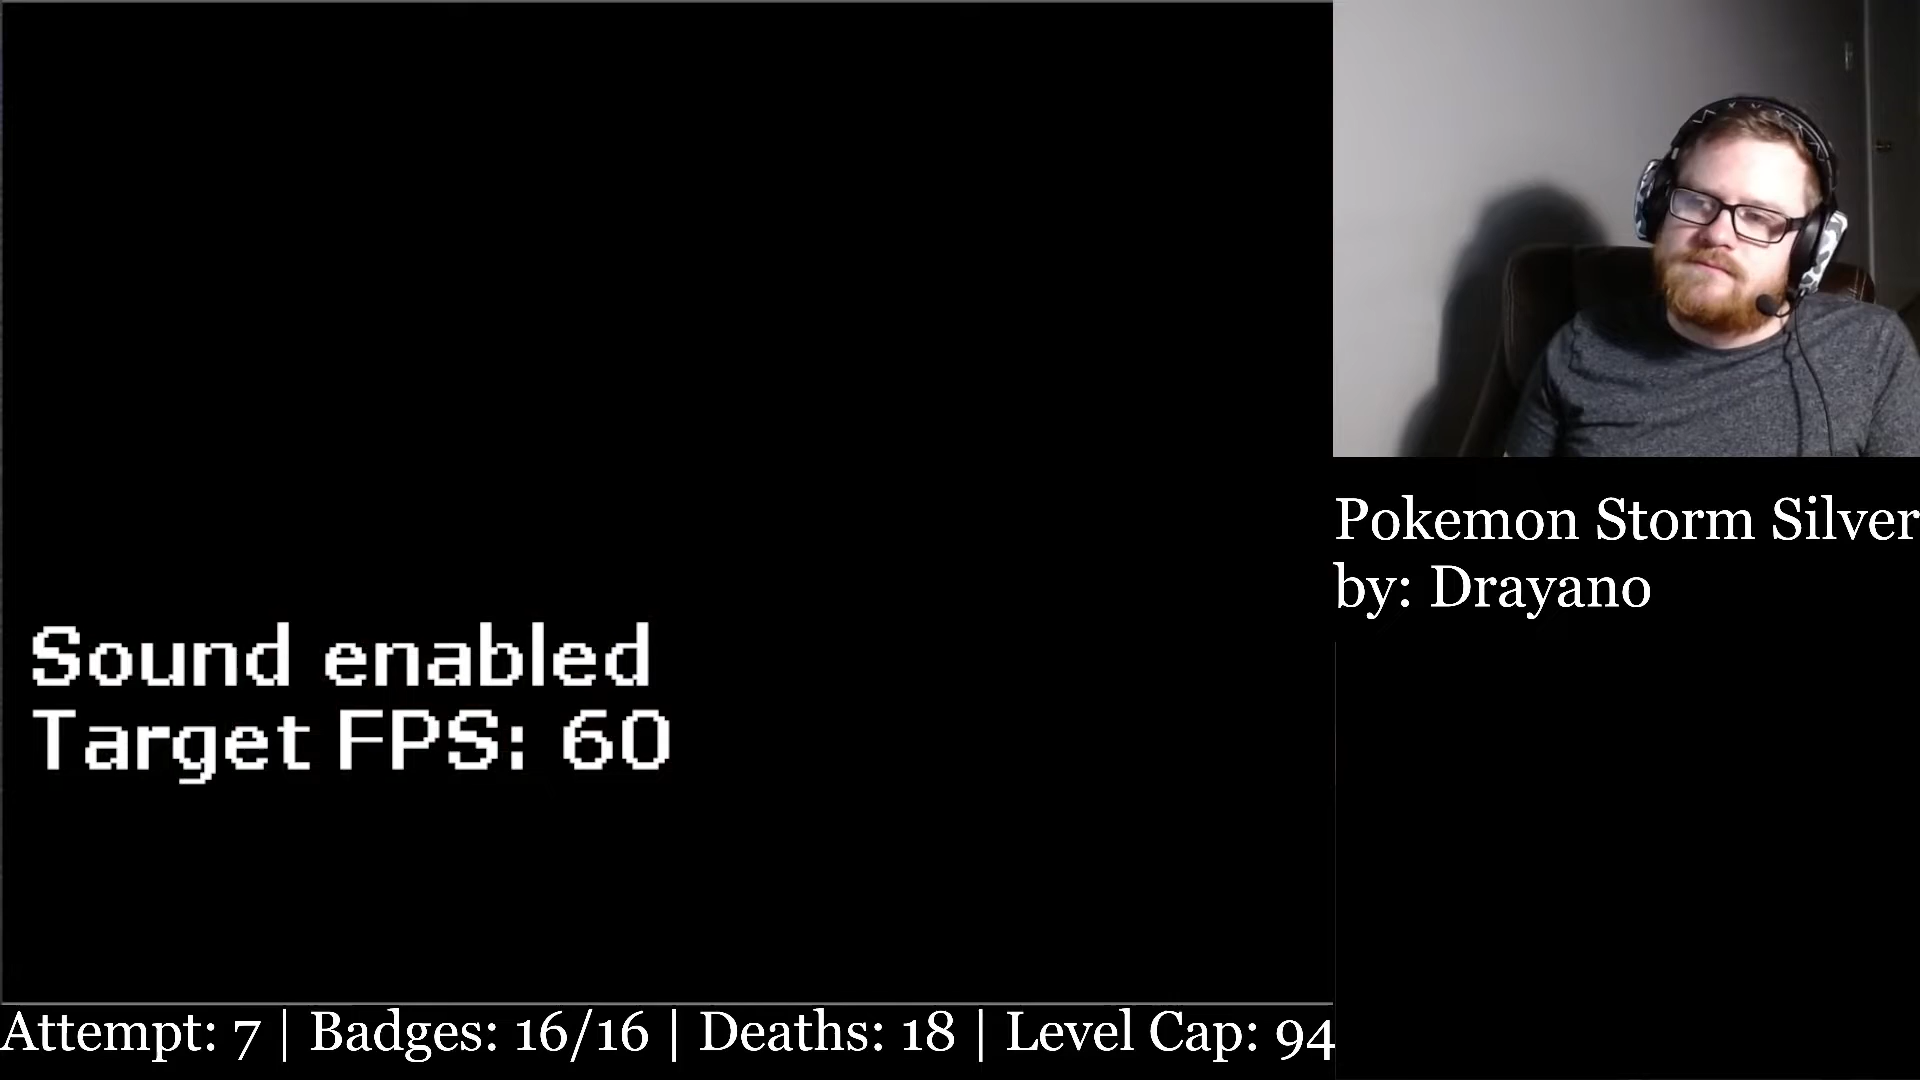 Sound enabled
Target FPS: 60
Pokemon Storm Silver
by: Drayano
Attempt: 7 | Badges: 16/16 | Deaths: 18 | Level Cap: 94